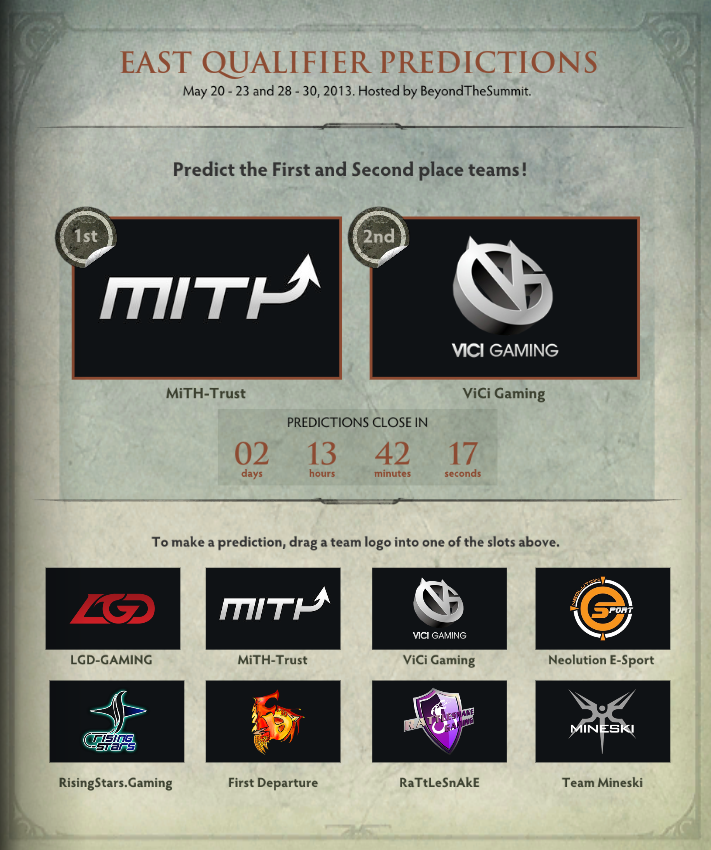 EAST QUALIFIER PREDICTIONS
May 20 - 23 and 28 - 30, 2013. Hosted by BeyondTheSummit.
Predict the First and Second place teams!
1st
2nd
MITH
VICI GAMING
MiTH-Trust
ViCi Gaming
PREDICTIONS CLOSE IN
02 13 42 17
days hours minutes seconds
To make a prediction, drag a team logo into one of the slots above.
LGD
MITH
VICI GAMING
SPORT
LGD-GAMING
MiTH-Trust
ViCi Gaming
Neolution E-Sport
RISING
STARS
RATTLESNAKE
GAMING
MINESKI
RisingStars.Gaming
First Departure
RaTtLeSnAkE
Team Mineski